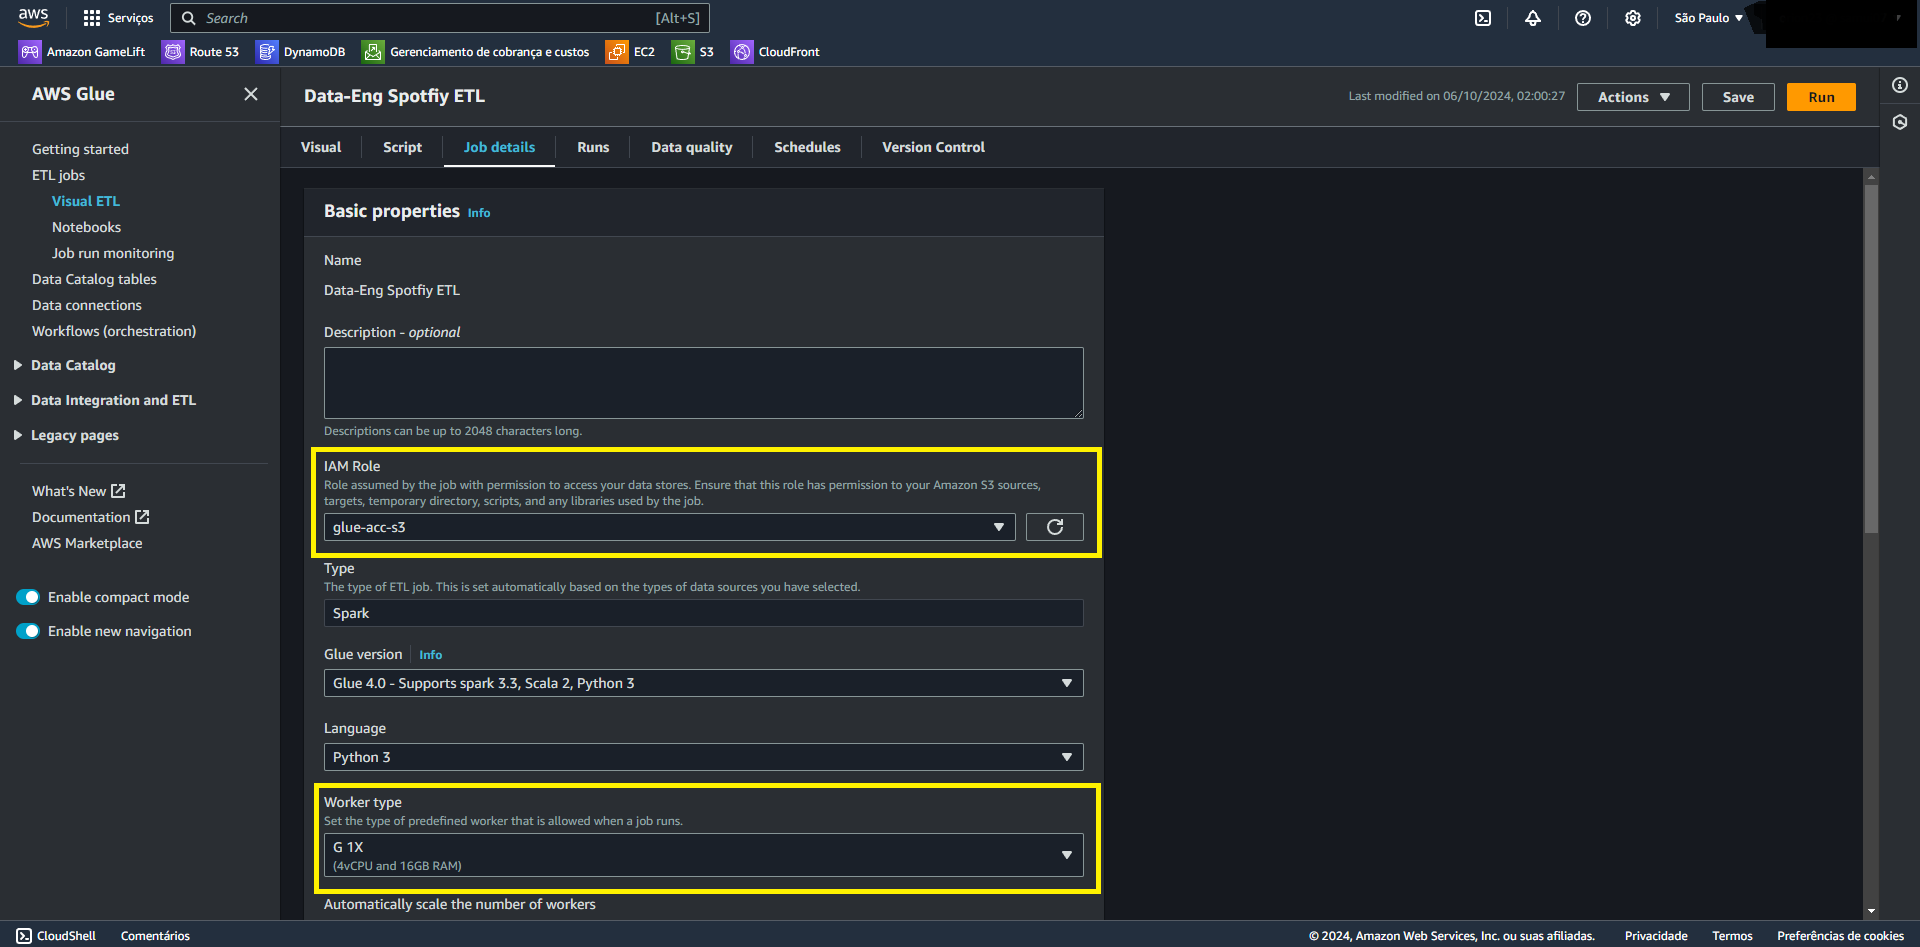 aws
Serviços
Search
[Alt+S]
São Paulo
Amazon GameLift
Route 53
DynamoDB
Gerenciamento de cobrança e custos
EC2
S3
CloudFront
AWS Glue
Getting started
ETL jobs
Visual ETL
Notebooks
Job run monitoring
Data Catalog tables
Data connections
Workflows (orchestration)
Data Catalog
Data Integration and ETL
Legacy pages
What's New
Documentation
AWS Marketplace
Enable compact mode
Enable new navigation
Data-Eng Spotfiy ETL
Last modified on 06/10/2024, 02:00:27
Actions
Save
Run
Visual
Script
Job details
Runs
Data quality
Schedules
Version Control
Basic properties Info
Name
Data-Eng Spotfiy ETL
Description - optional
Descriptions can be up to 2048 characters long.
IAM Role
Role assumed by the job with permission to access your data stores. Ensure that this role has permission to your Amazon S3 sources,
targets, temporary directory, scripts, and any libraries used by the job.
glue-acc-s3
Type
The type of ETL job. This is set automatically based on the types of data sources you have selected.
Spark
Glue version Info
Glue 4.0 - Supports spark 3.3, Scala 2, Python 3
Language
Python 3
Worker type
Set the type of predefined worker that is allowed when a job runs.
G 1X
(4vCPU and 16GB RAM)
Automatically scale the number of workers
CloudShell
Comentários
© 2024, Amazon Web Services, Inc. ou suas afiliadas.
Privacidade
Termos
Preferências de cookies